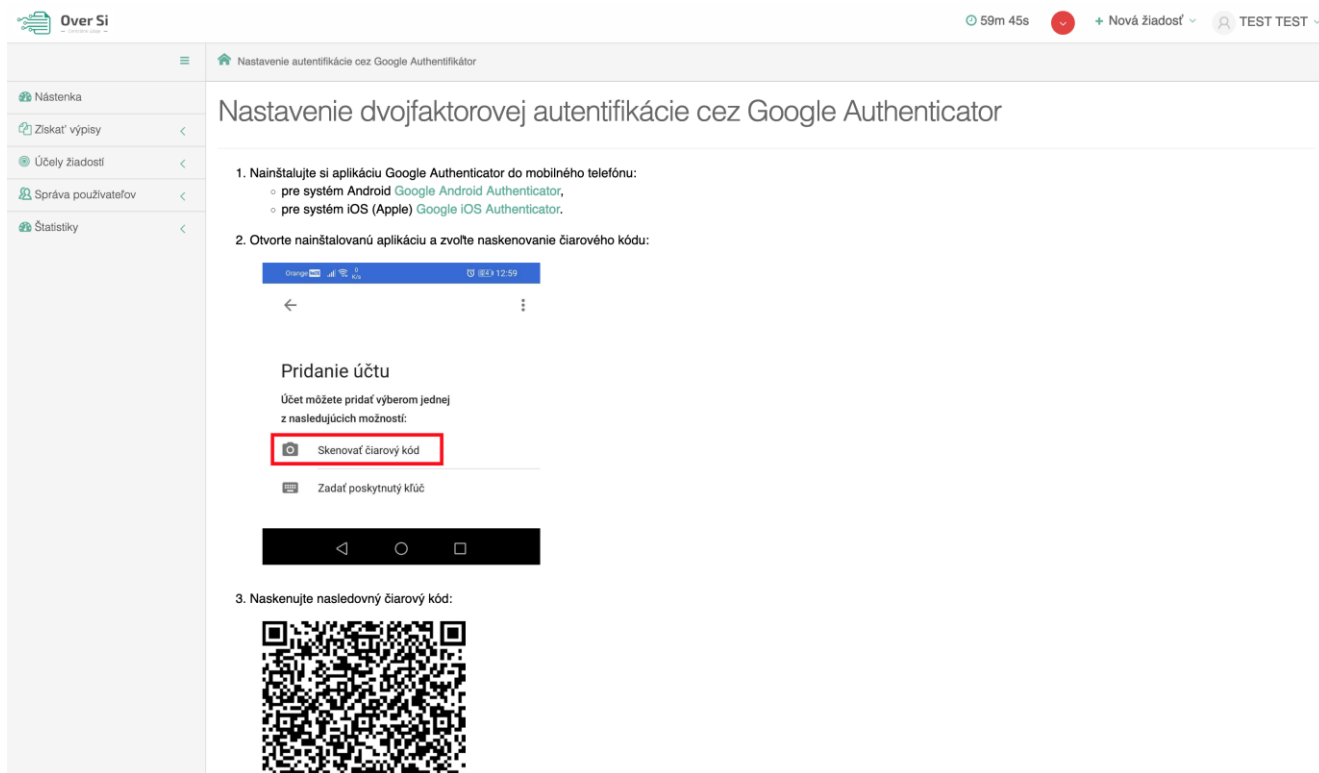 Over Si
59m 45s
+ Nová žiadosť
TEST TEST
Nastavenie autentifikácie cez Google Authentifikátor
Nástenka
Získať výpisy
Účely žiadostí
Správa používateľov
Štatistiky
Nastavenie dvojfaktorovej autentifikácie cez Google Authenticator
1. Nainštalujte si aplikáciu Google Authenticator do mobilného telefónu:
◦ pre systém Android Google Android Authenticator,
◦ pre systém iOS (Apple) Google iOS Authenticator.
2. Otvorte nainštalovanú aplikáciu a zvoľte naskenovanie čiarového kódu:
Orange 0 K/s 12:59
Pridanie účtu
Účet môžete pridať výberom jednej
z nasledujúcich možností:
Skenovať čiarový kód
Zadať poskytnutý kľúč
3. Naskenujte nasledovný čiarový kód: